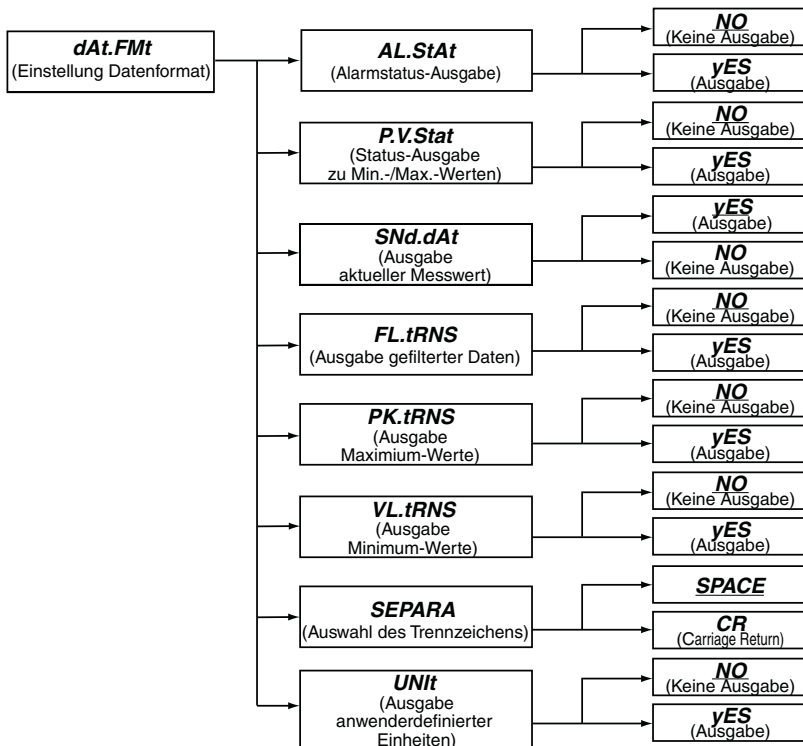 dAt.FMt
(Einstellung Datenformat)
AL.StAt
(Alarmstatus-Ausgabe)
NO
(Keine Ausgabe)
yES
(Ausgabe)
P.V.Stat
(Status-Ausgabe
zu Min.-/Max.-Werten)
NO
(Keine Ausgabe)
yES
(Ausgabe)
SNd.dAt
(Ausgabe
aktueller Messwert)
yES
(Ausgabe)
NO
(Keine Ausgabe)
FL.tRNS
(Ausgabe gefilterter Daten)
NO
(Keine Ausgabe)
yES
(Ausgabe)
PK.tRNS
(Ausgabe
Maximium-Werte)
NO
(Keine Ausgabe)
yES
(Ausgabe)
VL.tRNS
(Ausgabe
Minimum-Werte)
NO
(Keine Ausgabe)
yES
(Ausgabe)
SEPARA
(Auswahl des Trennzeichens)
SPACE
CR
(Carriage Return)
UNIt
(Ausgabe
anwenderdefinierter
Einheiten)
NO
(Keine Ausgabe)
yES
(Ausgabe)